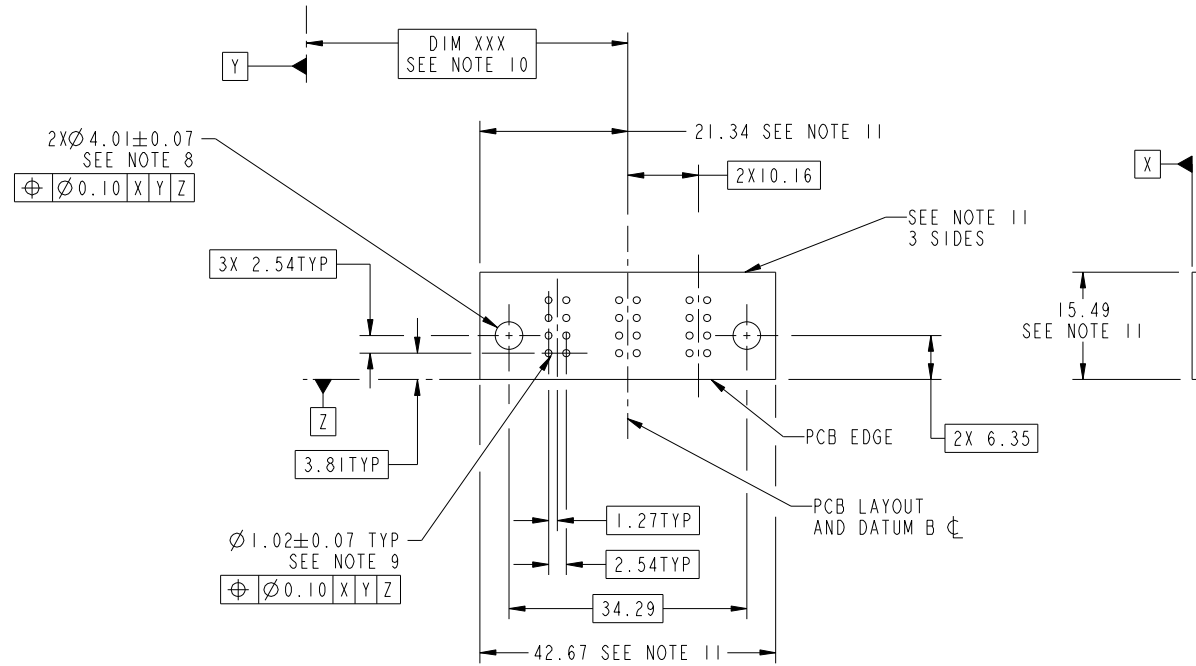 DIM XXX
SEE NOTE 10
Y
2XØ4.01±0.07
SEE NOTE 8
⌖ Ø0.10 X Y Z
21.34 SEE NOTE 11
2X10.16
X
SEE NOTE 11
3 SIDES
3X 2.54TYP
15.49
SEE NOTE 11
Z
3.81TYP
PCB EDGE
2X 6.35
PCB LAYOUT
AND DATUM B ℄
1.27TYP
Ø1.02±0.07 TYP
SEE NOTE 9
⌖ Ø0.10 X Y Z
2.54TYP
34.29
42.67 SEE NOTE 11